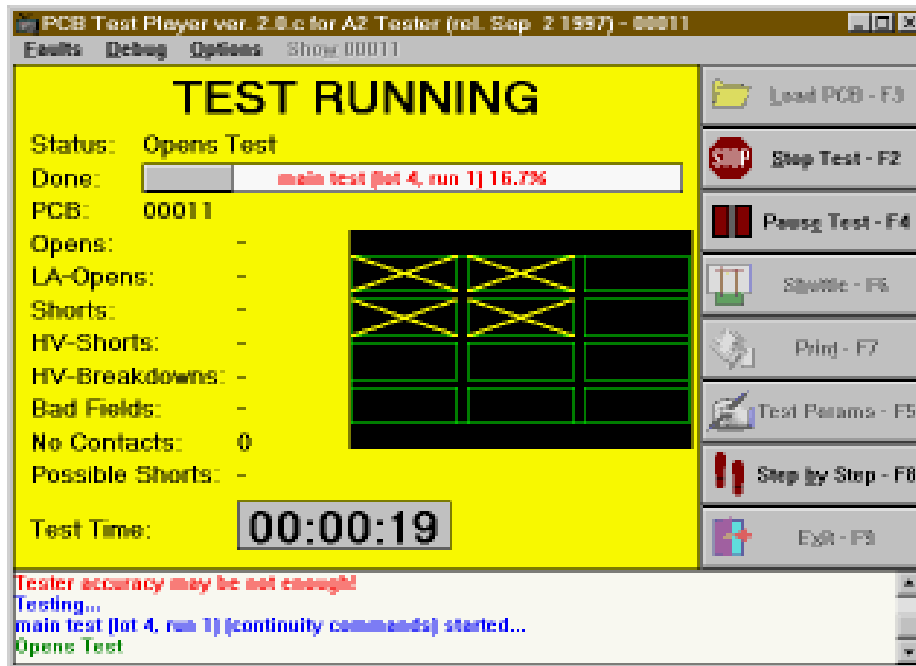 PCB Test Player ver. 2.0.c for A2 Tester (rel. Sep 2 1997) - 00011
Faults Debug Options Show 00011
TEST RUNNING
Status: Opens Test
Done: main test (lot 4, run 1) 16.7%
PCB: 00011
Opens: -
LA-Opens: -
Shorts: -
HV-Shorts: -
HV-Breakdowns: -
Bad Fields: -
No Contacts: 0
Possible Shorts: -
Test Time: 00:00:19
Load PCB - F3
STOP
Stop Test - F2
Pause Test - F4
Shuttle - F6
Print - F7
Test Params - F5
Step by Step - F8
Exit - F9
Tester accuracy may be not enough!
Testing...
main test (lot 4, run 1) (continuity commands) started...
Opens Test